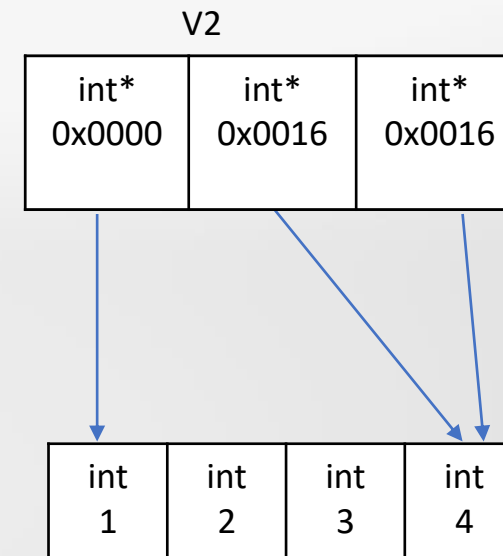 V2
int* int* int*
0x0000 0x0016 0x0016
int int int int
1 2 3 4